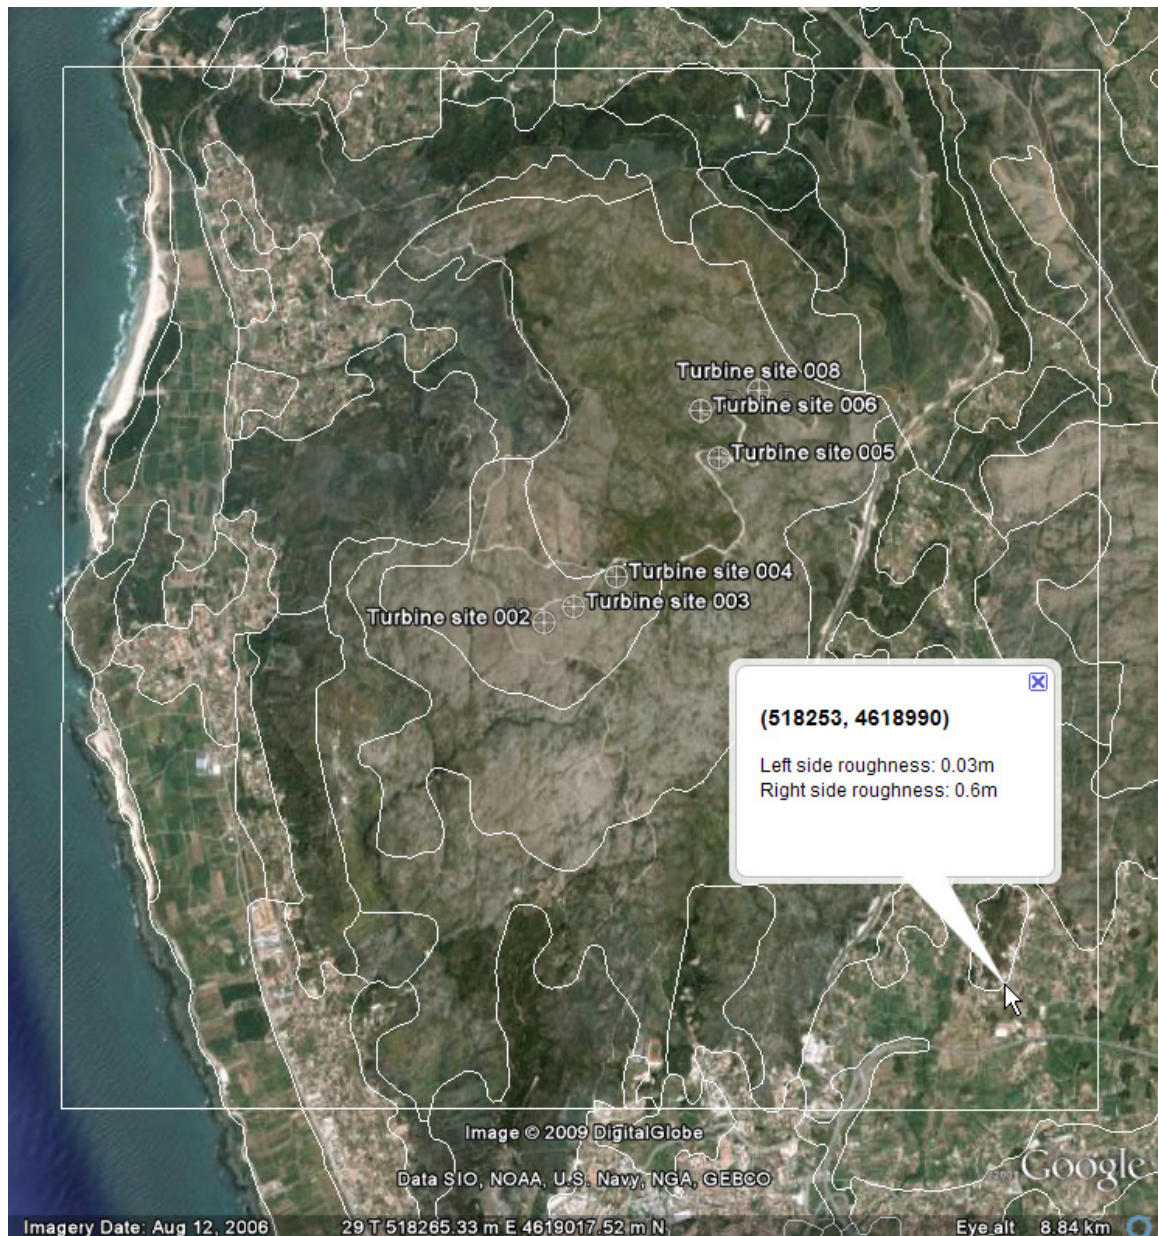 Turbine site 008
Turbine site 006
Turbine site 005
Turbine site 004
Turbine site 003
Turbine site 002
(518253, 4618990)
Left side roughness: 0.03m
Right side roughness: 0.6m
Image © 2009 DigitalGlobe
Data SIO, NOAA, U.S. Navy, NGA, GEBCO
Google
Imagery Date: Aug 12, 2006
29 T 518265.33 m E 4619017.52 m N
Eye alt 8.84 km